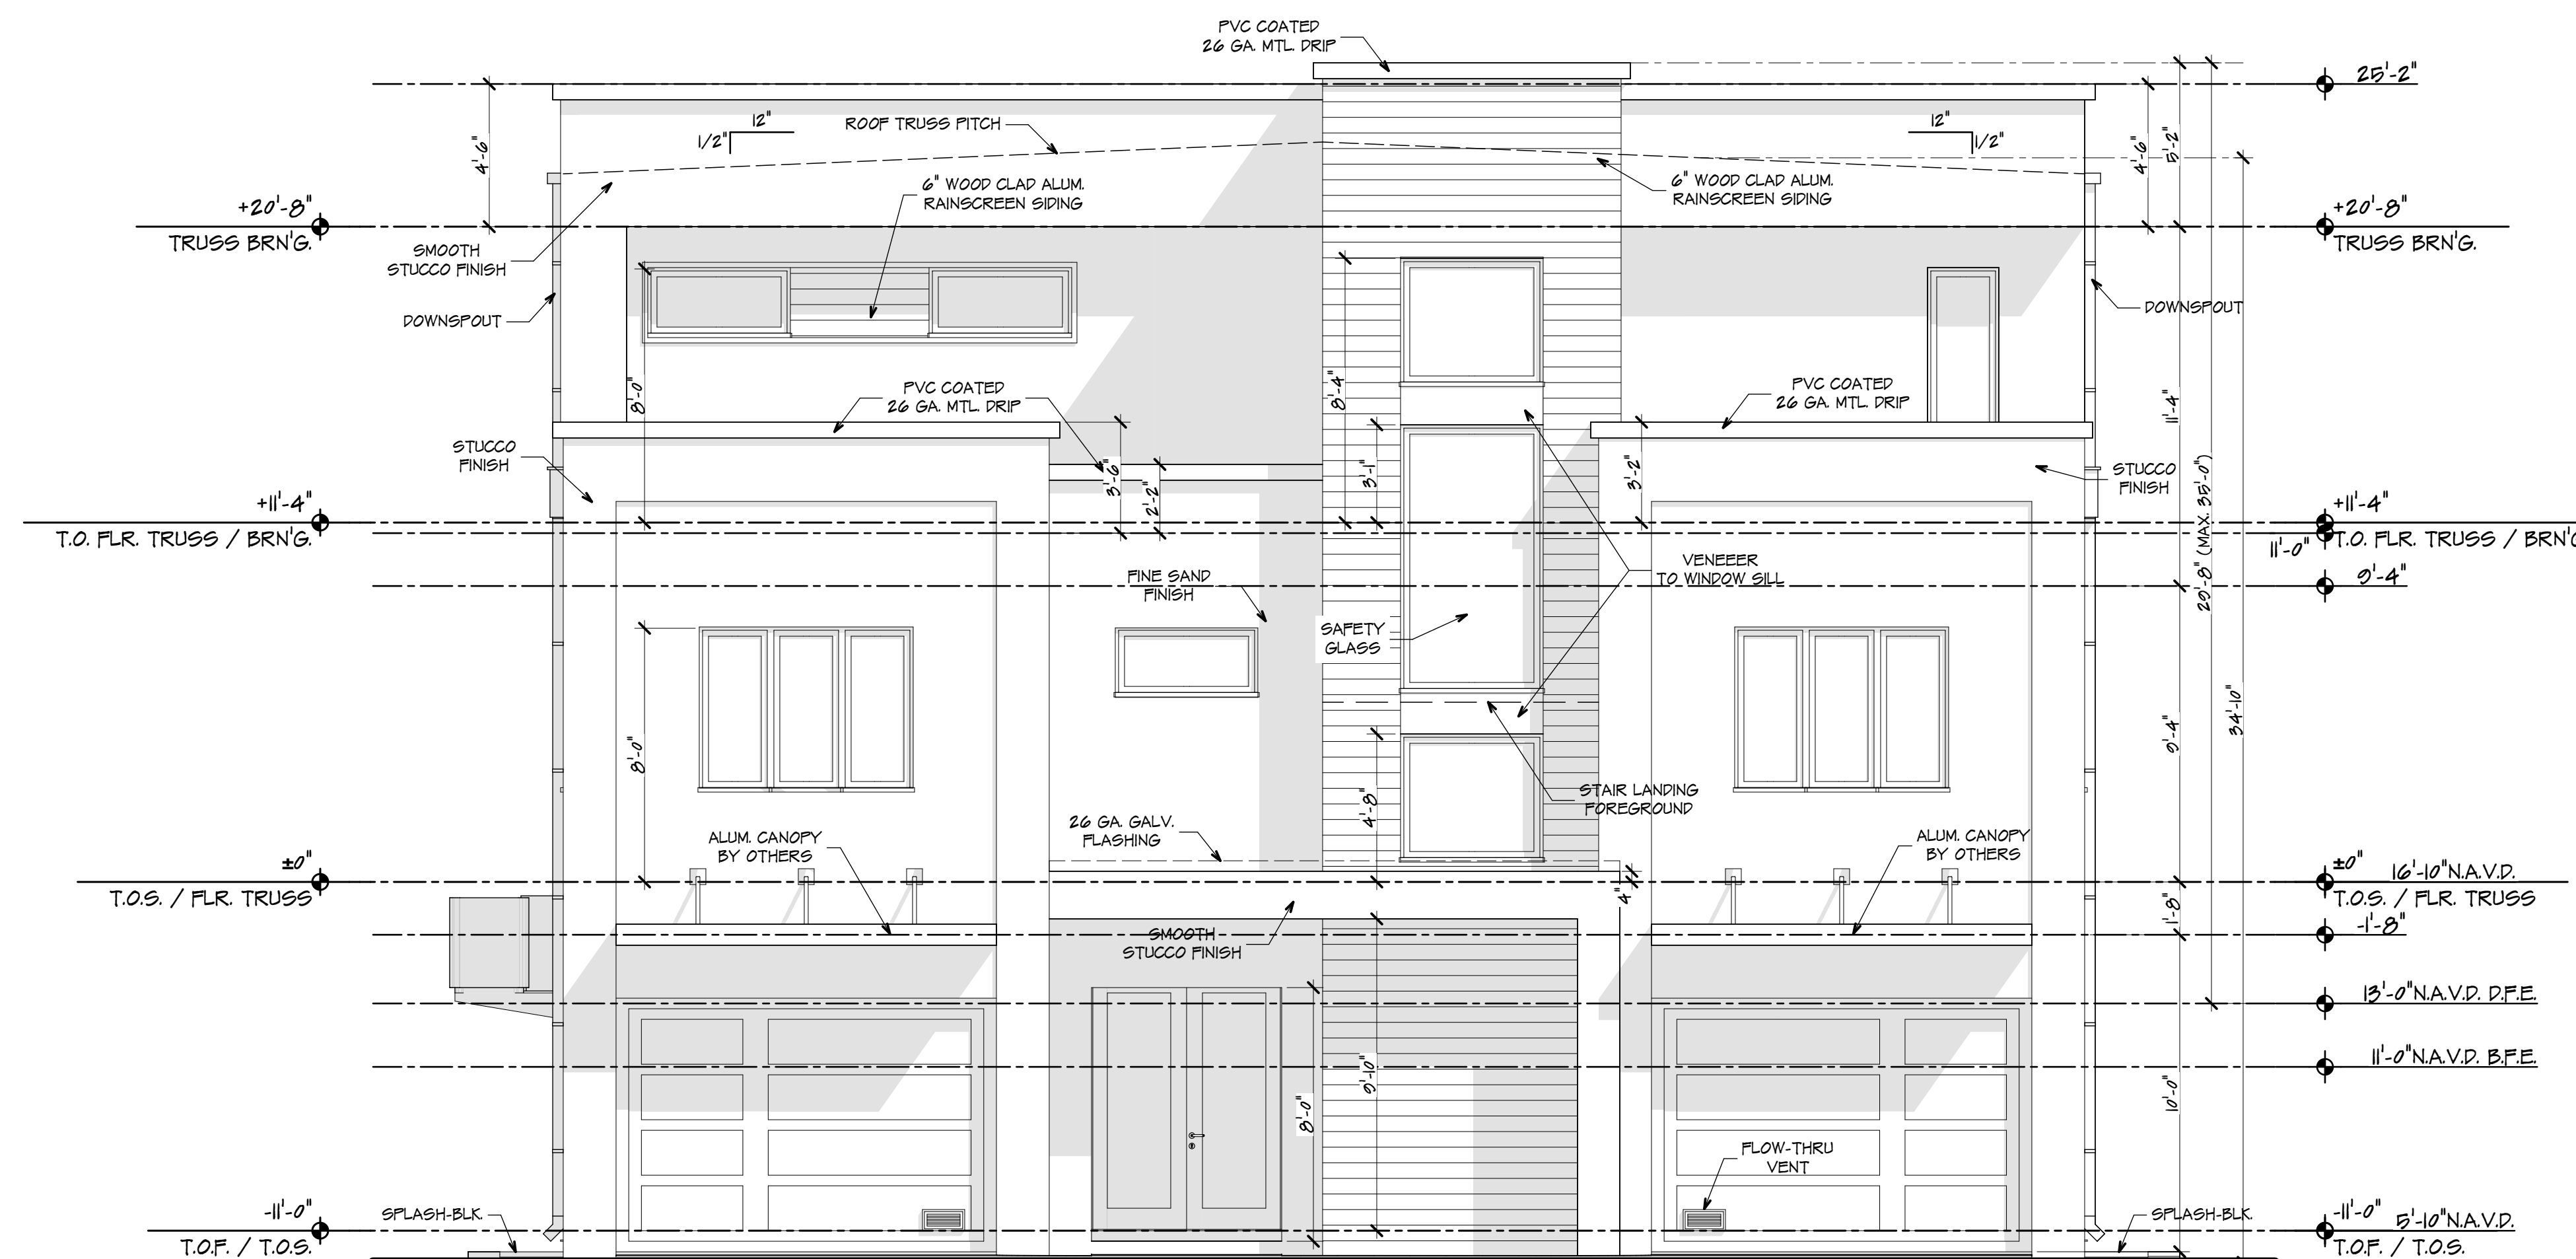 PVC COATED
26 GA. MTL. DRIP
25'-2"
12"
1/2"
ROOF TRUSS PITCH
12"
1/2"
4'-6"
4'-6"
5'-2"
6" WOOD CLAD ALUM.
RAINSCREEN SIDING
6" WOOD CLAD ALUM.
RAINSCREEN SIDING
+20'-8"
TRUSS BRN'G.
+20'-8"
TRUSS BRN'G.
SMOOTH
STUCCO FINISH
DOWNSPOUT
DOWNSPOUT
8'-0"
8'-4"
PVC COATED
26 GA. MTL. DRIP
PVC COATED
26 GA. MTL. DRIP
11'-4"
STUCCO
FINISH
3'-6"
2'-2"
3'-1"
3'-2"
STUCCO
FINISH
+11'-4"
T.O. FLR. TRUSS / BRN'G.
+11'-4"
T.O. FLR. TRUSS / BRN'G
11'-0"
29'-8" (MAX. 35'-0")
9'-4"
FINE SAND
FINISH
VENEEER
TO WINDOW SILL
SAFETY
GLASS
8'-0"
9'-4"
34'-10"
4'-8"
STAIR LANDING
FOREGROUND
26 GA. GALV.
FLASHING
ALUM. CANOPY
BY OTHERS
ALUM. CANOPY
BY OTHERS
±0"
T.O.S. / FLR. TRUSS
4"
±0"
16'-10"N.A.V.D.
T.O.S. / FLR. TRUSS
1'-8"
-1'-8"
SMOOTH
STUCCO FINISH
13'-0"N.A.V.D. D.F.E.
11'-0"N.A.V.D. B.F.E.
8'-0"
9'-10"
10'-0"
FLOW-THRU
VENT
SPLASH-BLK.
SPLASH-BLK.
-11'-0"
T.O.F. / T.O.S.
-11'-0"
5'-10"N.A.V.D.
T.O.F. / T.O.S.